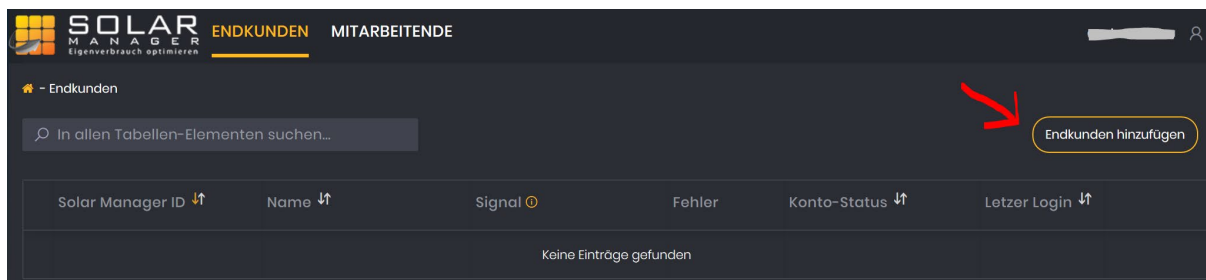 SOLAR
MANAGER
Eigenverbrauch optimieren
ENDKUNDEN MITARBEITENDE
- Endkunden
In allen Tabellen-Elementen suchen...
Endkunden hinzufügen
Solar Manager ID Name Signal Fehler Konto-Status Letzer Login
Keine Einträge gefunden